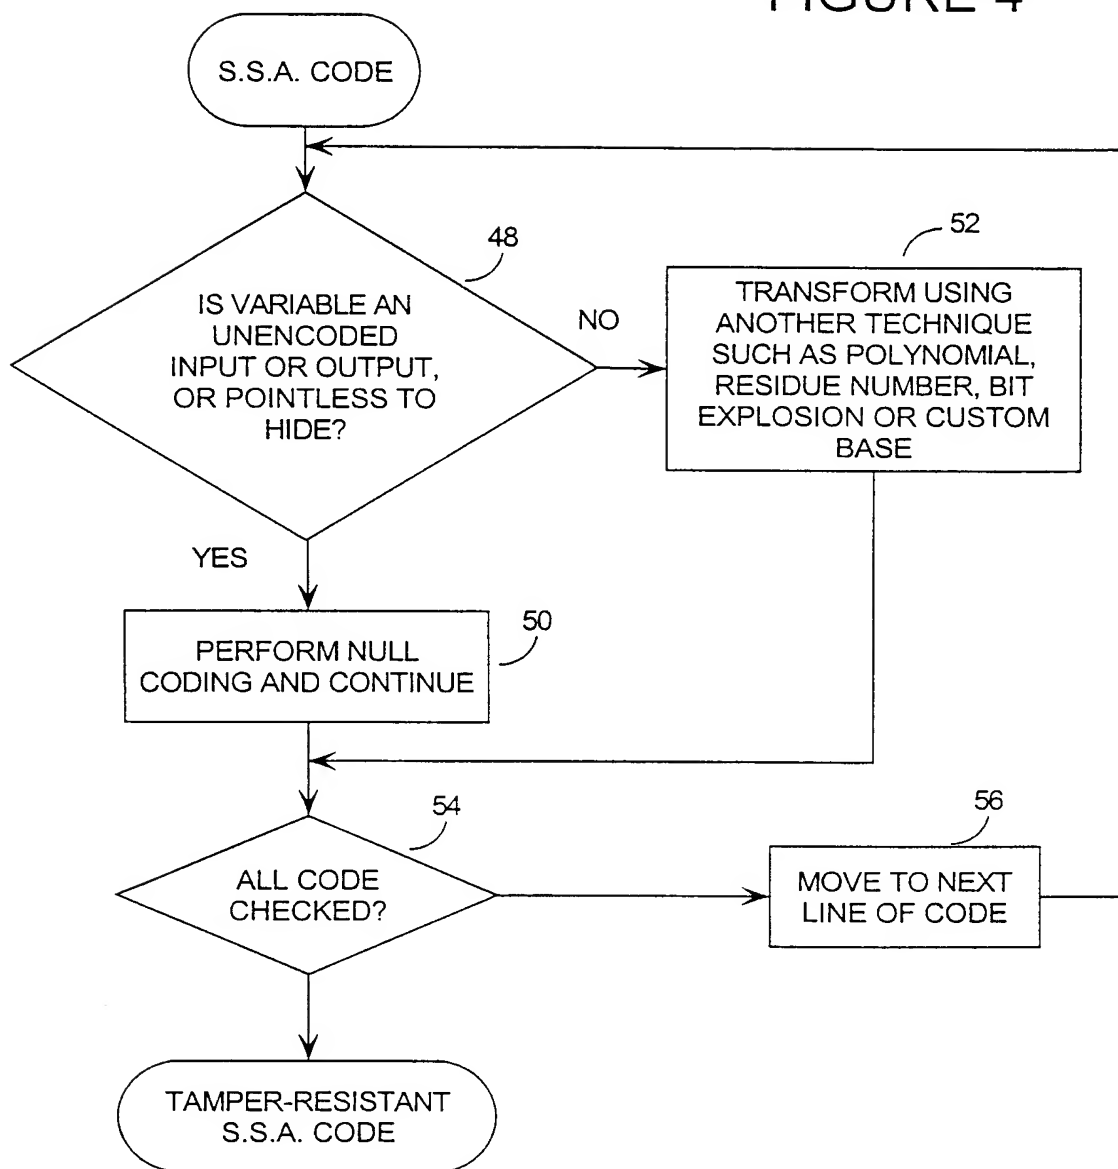 FIGURE 4
S.S.A. CODE
48
IS VARIABLE AN
UNENCODED
INPUT OR OUTPUT,
OR POINTLESS TO
HIDE?
NO
52
TRANSFORM USING
ANOTHER TECHNIQUE
SUCH AS POLYNOMIAL,
RESIDUE NUMBER, BIT
EXPLOSION OR CUSTOM
BASE
YES
50
PERFORM NULL
CODING AND CONTINUE
54
ALL CODE
CHECKED?
56
MOVE TO NEXT
LINE OF CODE
TAMPER-RESISTANT
S.S.A. CODE